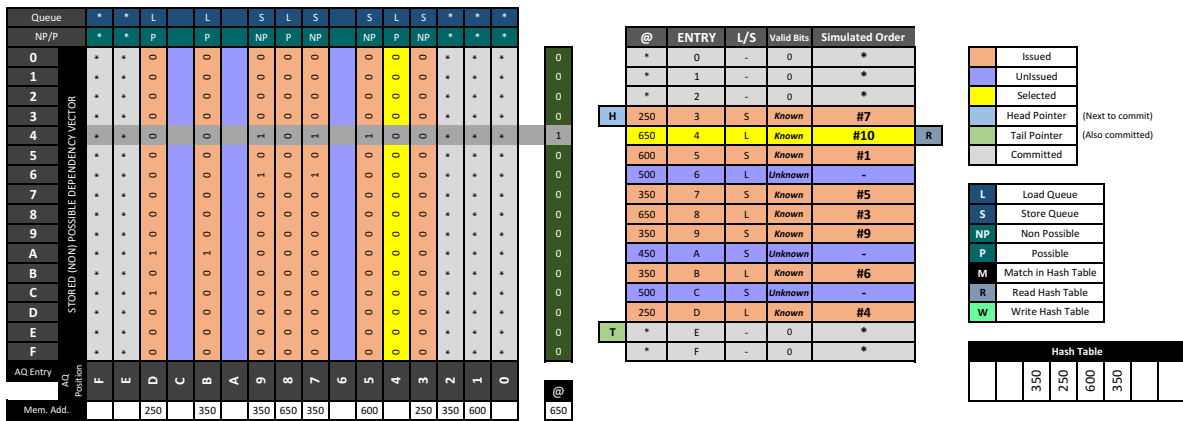 Queue * * L L S L S S L S * * *
NP/P * * P P NP P NP NP P NP * * *
STORED (NON) POSSIBLE DEPENDENCY VECTOR
0 * * 0 0 0 0 0 0 0 0 * * * 0
1 * * 0 0 0 0 0 0 0 0 * * * 0
2 * * 0 0 0 0 0 0 0 0 * * * 0
3 * * 0 0 0 0 0 0 0 0 * * * 0
4 * * 0 0 1 0 1 1 0 0 * * * 1
5 * * 0 0 0 0 0 0 0 0 * * * 0
6 * * 0 0 1 0 1 0 0 0 * * * 0
7 * * 0 0 0 0 0 0 0 0 * * * 0
8 * * 0 0 0 0 0 0 0 0 * * * 0
9 * * 0 0 0 0 0 0 0 0 * * * 0
A * * 1 1 0 0 0 0 0 0 * * * 0
B * * 0 0 0 0 0 0 0 0 * * * 0
C * * 1 0 0 0 0 0 0 0 * * * 0
D * * 0 0 0 0 0 0 0 0 * * * 0
E * * 0 0 0 0 0 0 0 0 * * * 0
F * * 0 0 0 0 0 0 0 0 * * * 0
AQ Entry AQ Position F E D C B A 9 8 7 6 5 4 3 2 1 0 @
Mem. Add. 250 350 350 650 350 600 250 350 600 650
@ ENTRY L/S Valid Bits Simulated Order
* 0 - 0 *
* 1 - 0 *
* 2 - 0 *
H 250 3 S Known #7
650 4 L Known #10 R
600 5 S Known #1
500 6 L Unknown -
350 7 S Known #5
650 8 L Known #3
350 9 S Known #9
450 A S Unknown -
350 B L Known #6
500 C S Unknown -
250 D L Known #4
T * E - 0 *
* F - 0 *
Issued
UnIssued
Selected
Head Pointer (Next to commit)
Tail Pointer (Also committed)
Committed
L Load Queue
S Store Queue
NP Non Possible
P Possible
M Match in Hash Table
R Read Hash Table
W Write Hash Table
Hash Table
350 250 600 350